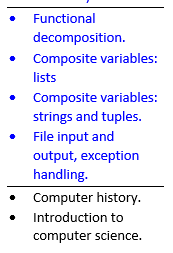 • Functional
decomposition.
• Composite variables:
lists
• Composite variables:
strings and tuples.
• File input and
output, exception
handling.
• Computer history.
• Introduction to
computer science.